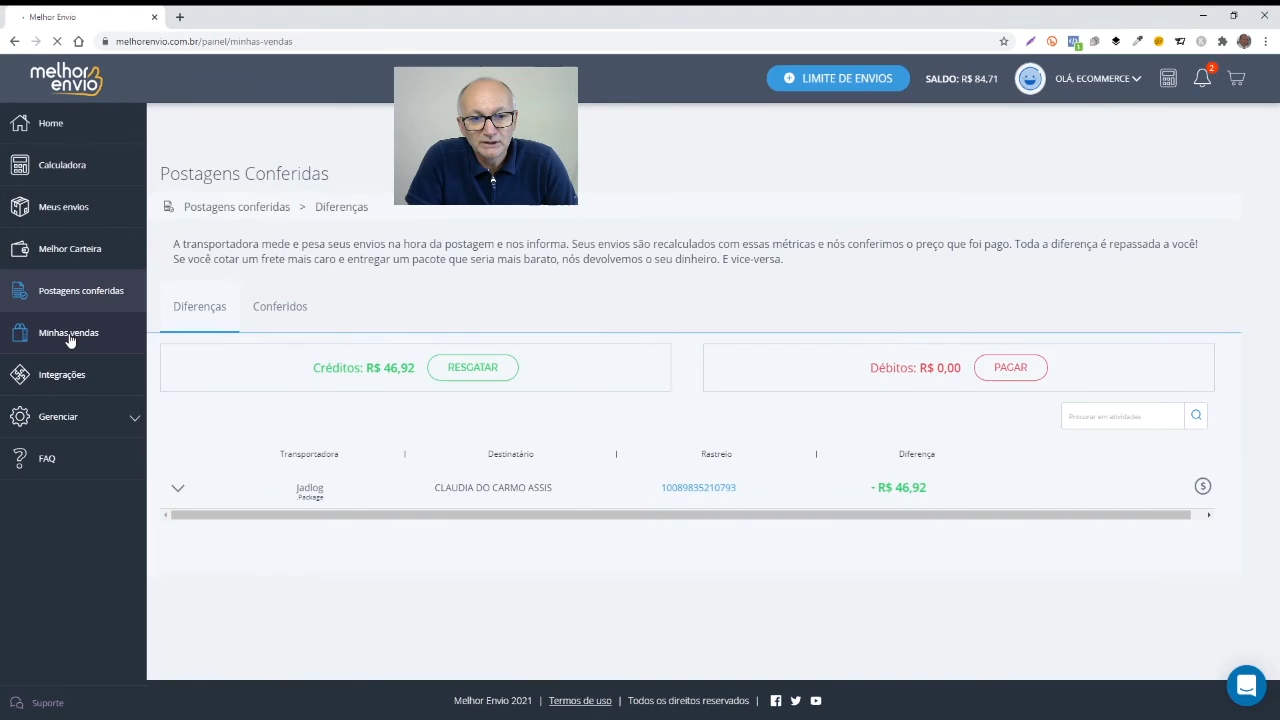 Melhor Envio
melhorenvio.com.br/painel/minhas-vendas
1
melhor envio
LIMITE DE ENVIOS
SALDO: R$ 84,71
OLÁ, ECOMMERCE
2
Home
Calculadora
Meus envios
Melhor Carteira
Postagens conferidas
Minhas vendas
Integrações
Gerenciar
FAQ
Suporte
Postagens Conferidas
Postagens conferidas > Diferenças
A transportadora mede e pesa seus envios na hora da postagem e nos informa. Seus envios são recalculados com essas métricas e nós conferimos o preço que foi pago. Toda a diferença é repassada a você!
Se você cotar um frete mais caro e entregar um pacote que seria mais barato, nós devolvemos o seu dinheiro. E vice-versa.
Diferenças Conferidos
Créditos: R$ 46,92 RESGATAR
Débitos: R$ 0,00 PAGAR
Procurar em atividades
Transportadora | Destinatário | Rastreio | Diferença
Jadlog CLAUDIA DO CARMO ASSIS 10089835210793 - R$ 46,92
.Package
Melhor Envio 2021 | Termos de uso | Todos os direitos reservados |